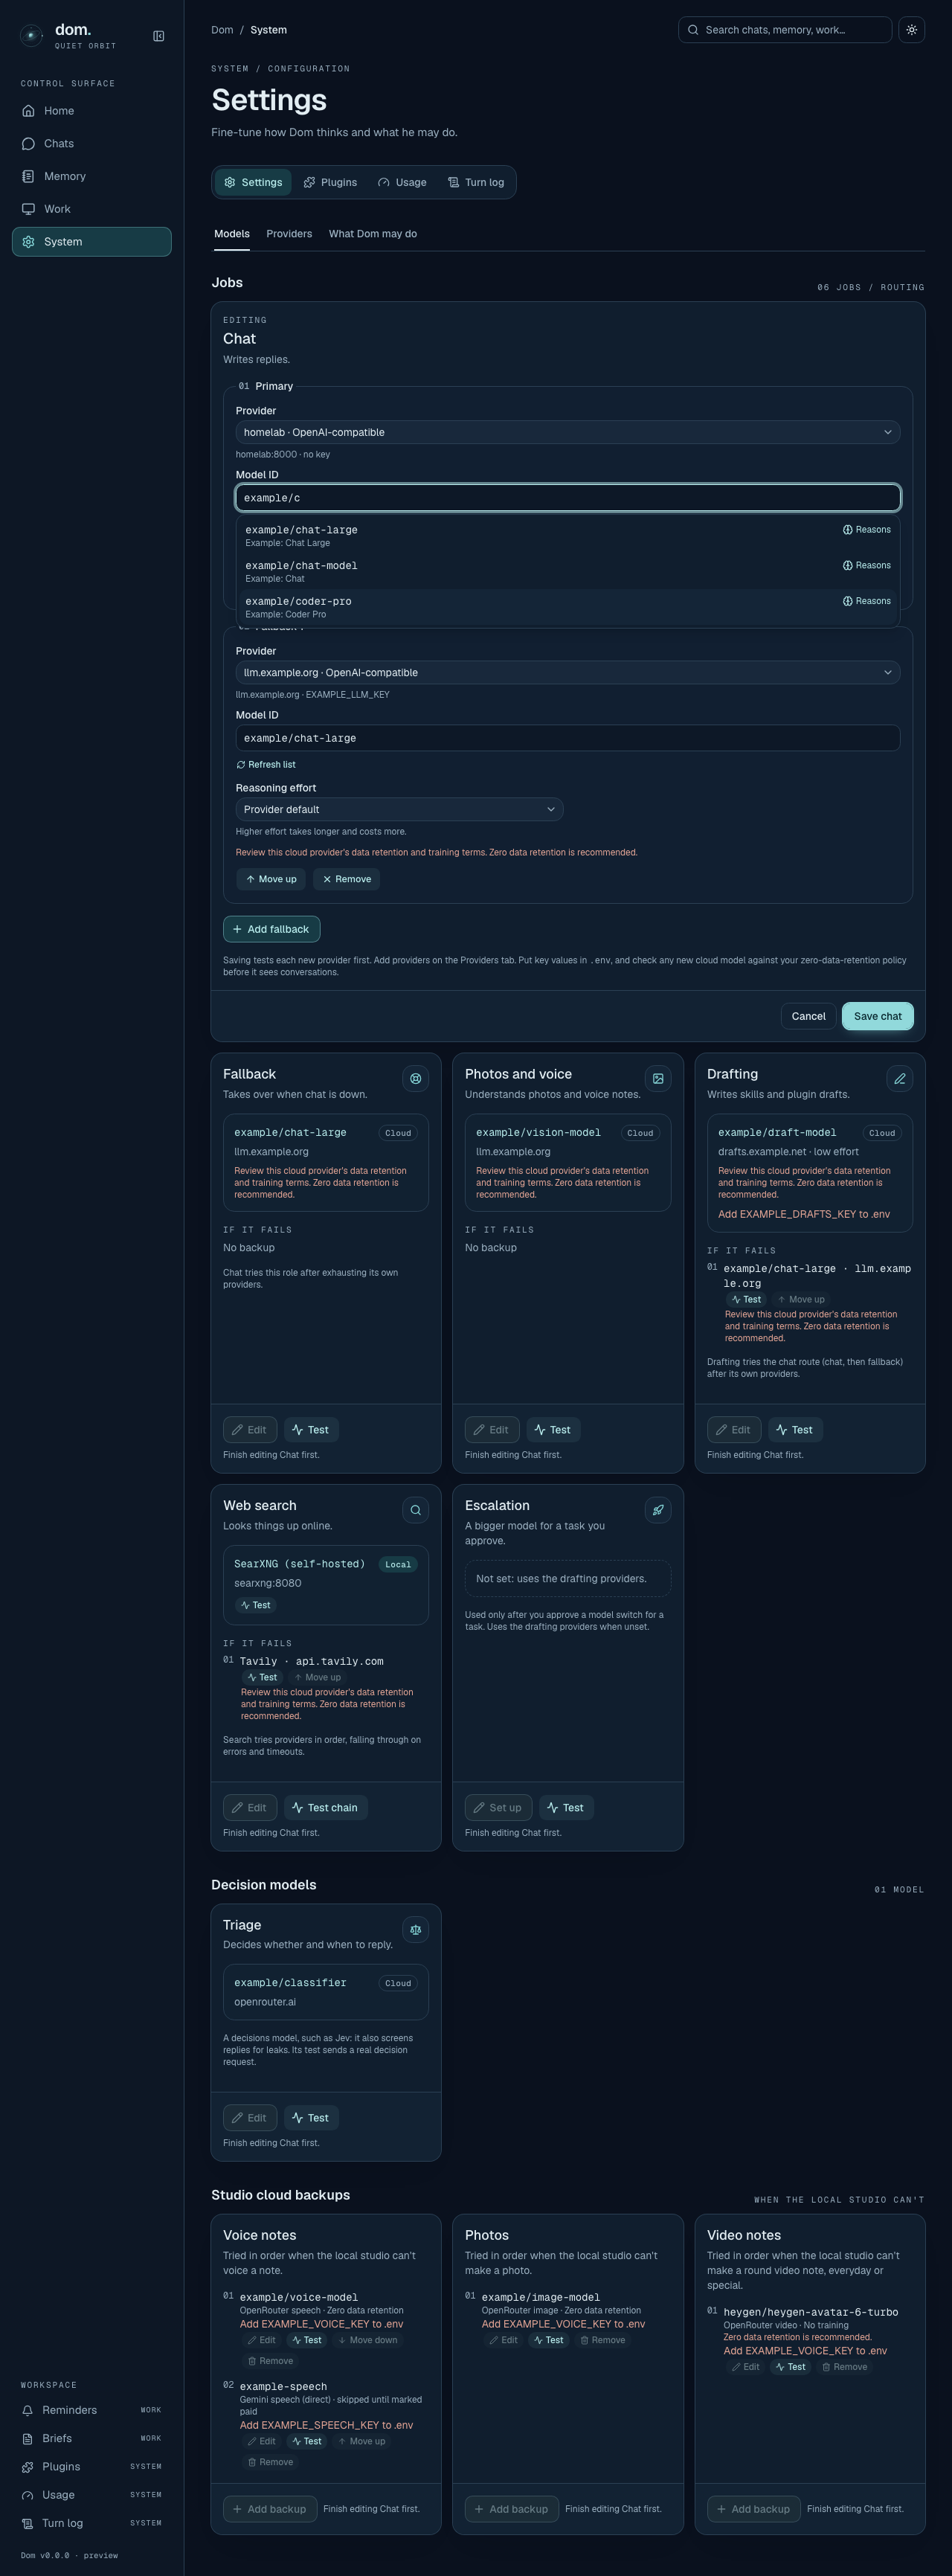 dom.
QUIET ORBIT
CONTROL SURFACE
Home
Chats
Memory
Work
System
Dom / System
Search chats, memory, work...
SYSTEM / CONFIGURATION
Settings
Fine-tune how Dom thinks and what he may do.
Settings
Plugins
Usage
Turn log
Models
Providers
What Dom may do
Jobs
06 JOBS / ROUTING
EDITING
Chat
Writes replies.
01 Primary
Provider
homelab · OpenAI-compatible
homelab:8000 · no key
Model ID
example/c
example/chat-large
Reasons
Example: Chat Large
example/chat-model
Reasons
Example: Chat
example/coder-pro
Reasons
Example: Coder Pro
Provider
llm.example.org · OpenAI-compatible
llm.example.org · EXAMPLE_LLM_KEY
Model ID
example/chat-large
Refresh list
Reasoning effort
Provider default
Higher effort takes longer and costs more.
Review this cloud provider's data retention and training terms. Zero data retention is recommended.
Move up
Remove
Add fallback
Saving tests each new provider first. Add providers on the Providers tab. Put key values in .env, and check any new cloud model against your zero-data-retention policy
before it sees conversations.
Cancel
Save chat
Fallback
Takes over when chat is down.
example/chat-large
Cloud
llm.example.org
Review this cloud provider's data retention
and training terms. Zero data retention is
recommended.
IF IT FAILS
No backup
Chat tries this role after exhausting its own
providers.
Edit
Test
Finish editing Chat first.
Photos and voice
Understands photos and voice notes.
example/vision-model
Cloud
llm.example.org
Review this cloud provider's data retention
and training terms. Zero data retention is
recommended.
IF IT FAILS
No backup
Edit
Test
Finish editing Chat first.
Drafting
Writes skills and plugin drafts.
example/draft-model
Cloud
drafts.example.net · low effort
Review this cloud provider's data retention
and training terms. Zero data retention is
recommended.
Add EXAMPLE_DRAFTS_KEY to .env
IF IT FAILS
01 example/chat-large · llm.examp
le.org
Test
Move up
Review this cloud provider's data retention
and training terms. Zero data retention is
recommended.
Drafting tries the chat route (chat, then fallback)
after its own providers.
Edit
Test
Finish editing Chat first.
Web search
Looks things up online.
SearXNG (self-hosted)
Local
searxng:8080
Test
IF IT FAILS
01 Tavily · api.tavily.com
Test
Move up
Review this cloud provider's data retention
and training terms. Zero data retention is
recommended.
Search tries providers in order, falling through on
errors and timeouts.
Edit
Test chain
Finish editing Chat first.
Escalation
A bigger model for a task you
approve.
Not set: uses the drafting providers.
Used only after you approve a model switch for a
task. Uses the drafting providers when unset.
Set up
Test
Finish editing Chat first.
Decision models
01 MODEL
Triage
Decides whether and when to reply.
example/classifier
Cloud
openrouter.ai
A decisions model, such as Jev: it also screens
replies for leaks. Its test sends a real decision
request.
Edit
Test
Finish editing Chat first.
Studio cloud backups
WHEN THE LOCAL STUDIO CAN'T
Voice notes
Tried in order when the local studio can't
voice a note.
01 example/voice-model
OpenRouter speech · Zero data retention
Add EXAMPLE_VOICE_KEY to .env
Edit
Test
Move down
Remove
02 example-speech
Gemini speech (direct) · skipped until marked
paid
Add EXAMPLE_SPEECH_KEY to .env
Edit
Test
Move up
Remove
Add backup
Finish editing Chat first.
Photos
Tried in order when the local studio can't
make a photo.
01 example/image-model
OpenRouter image · Zero data retention
Add EXAMPLE_VOICE_KEY to .env
Edit
Test
Remove
Add backup
Finish editing Chat first.
Video notes
Tried in order when the local studio can't
make a round video note, everyday or
special.
01 heygen/heygen-avatar-6-turbo
OpenRouter video · No training
Zero data retention is recommended.
Add EXAMPLE_VOICE_KEY to .env
Edit
Test
Remove
Add backup
Finish editing Chat first.
WORKSPACE
Reminders WORK
Briefs WORK
Plugins SYSTEM
Usage SYSTEM
Turn log SYSTEM
Dom v0.0.0 · preview